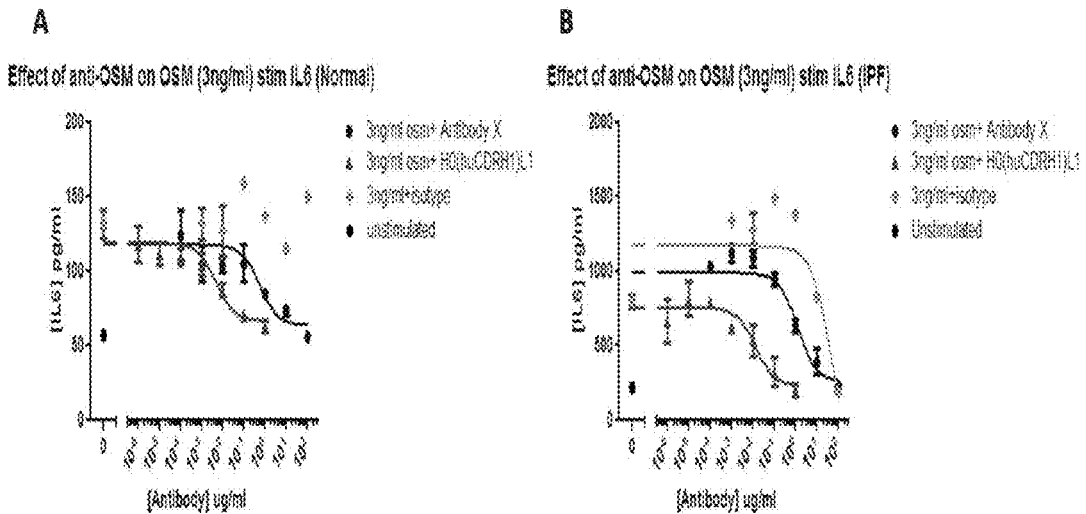 A
Effect of anti-OSM on OSM (3ng/ml) stim IL6 (Normal)
200
150
100
50
0
[IL6] pg/ml
0
[Antibody] ug/ml
3ng/ml osm+ Antibody X
3ng/ml osm+ H0(huCDRH1)L1
3ng/ml+isotype
unstimulated
B
Effect of anti-OSM on OSM (3ng/ml) stim IL6 (IPF)
2000
1500
1000
500
0
[IL6] pg/ml
0
[Antibody] ug/ml
3ng/ml osm+ Antibody X
3ng/ml osm+ H0(huCDRH1)L1
3ng/ml+isotype
Unstimulated